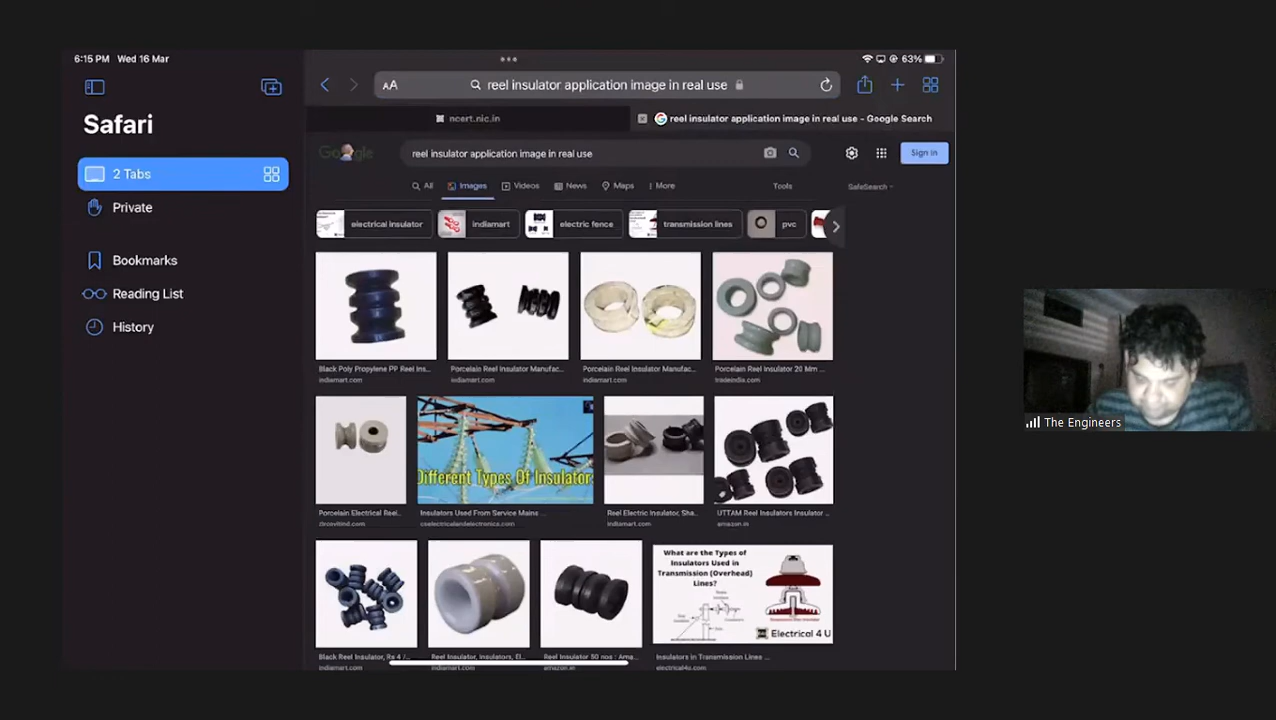 6:15 PM Wed 16 Mar
63%
Safari
2 Tabs
Private
Bookmarks
Reading List
History
AA
reel insulator application image in real use
ncert.nic.in
reel insulator application image in real use - Google Search
reel insulator application image in real use
Sign in
All
Images
Videos
News
Maps
More
Tools
SafeSearch
electrical insulator
indiamart
electric fence
transmission lines
pvc
Black Poly Propylene PP Reel Ins...
indiamart.com
Porcelain Reel Insulator Manufac...
indiamart.com
Porcelain Reel Insulator Manufac...
indiamart.com
Porcelain Reel Insulator 20 Mm ...
tradeindia.com
Different Types Of Insulator
Porcelain Electrical Reel...
Insulators Used From Service Mains ...
Reel Electric Insulator, Sha...
indiamart.com
UTTAM Reel Insulators Insulator ...
amazon.in
What are the Types of
Insulators Used in
Transmission (Overhead)
Lines?
Electrical 4 U
Black Reel Insulator, Rs 4 /...
indiamart.com
Reel Insulator, Insulators, El...
indiamart.com
Reel Insulator 50 pcs : Ama...
amazon.in
Insulators in Transmission Lines ...
electrical4u.com
The Engineers